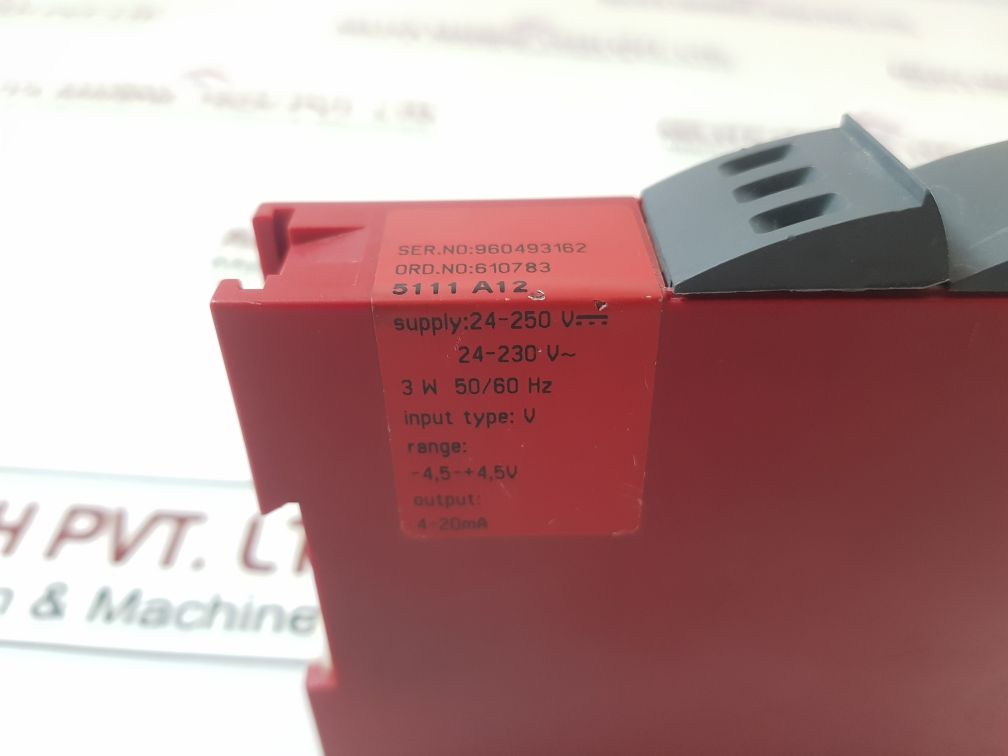 SER.NO:960493162
ORD.NO:610783
5111 A12
supply:24-250 V⎓
24-230 V~
3 W 50/60 Hz
input type: V
range:
-4,5-+4,5V
output:
4-20mA
H PVT. LT
& Machine